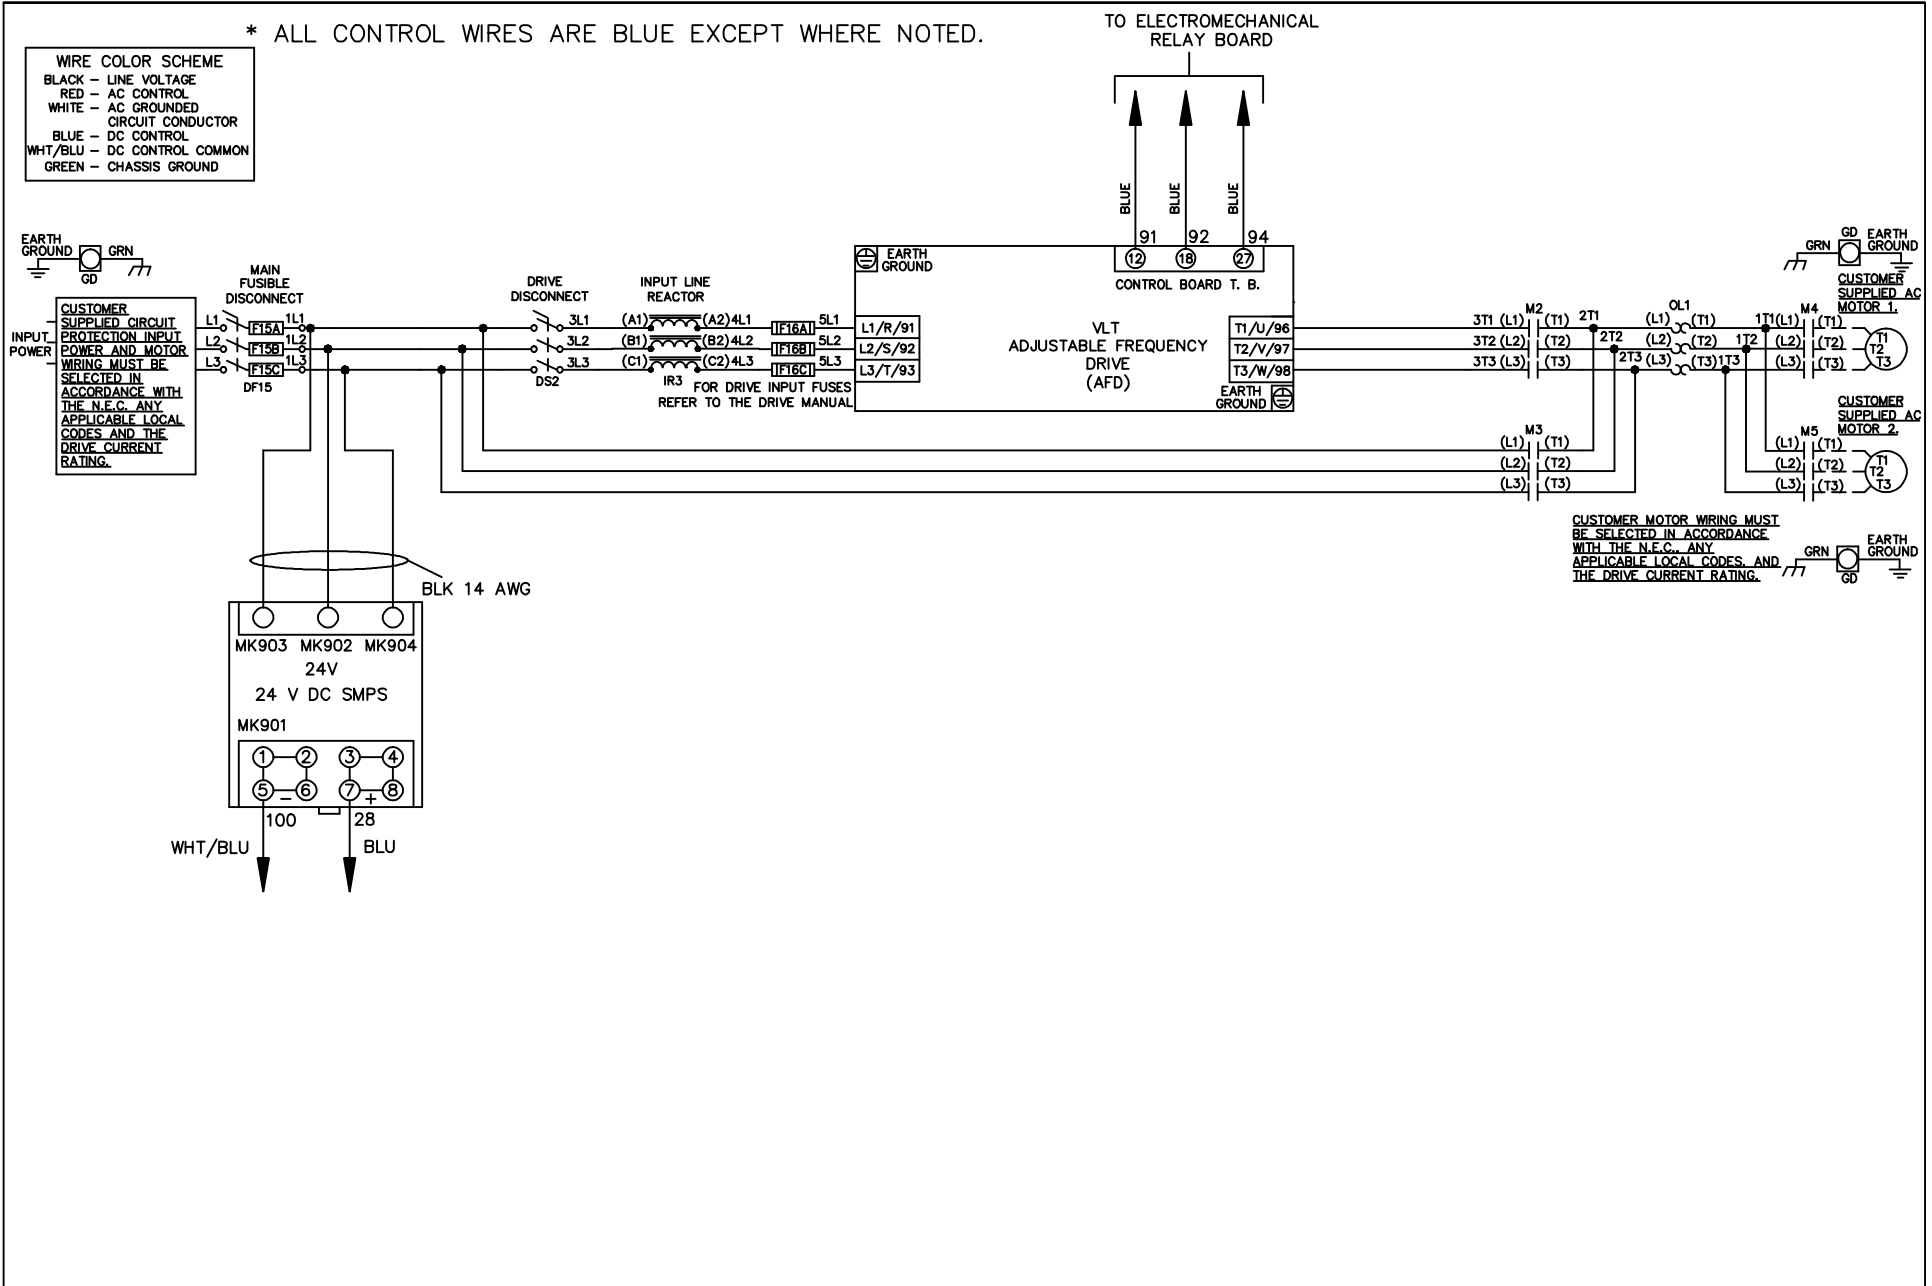 * ALL CONTROL WIRES ARE BLUE EXCEPT WHERE NOTED.
TO ELECTROMECHANICAL
RELAY BOARD
WIRE COLOR SCHEME
BLACK – LINE VOLTAGE
RED – AC CONTROL
WHITE – AC GROUNDED
CIRCUIT CONDUCTOR
BLUE – DC CONTROL
WHT/BLU – DC CONTROL COMMON
GREEN – CHASSIS GROUND
BLUE
BLUE
BLUE
91 92 94
12 18 27
CONTROL BOARD T. B.
EARTH
GROUND
GRN
GD
INPUT
POWER
CUSTOMER
SUPPLIED CIRCUIT
PROTECTION INPUT
POWER AND MOTOR
WIRING MUST BE
SELECTED IN
ACCORDANCE WITH
THE N.E.C. ANY
APPLICABLE LOCAL
CODES AND THE
DRIVE CURRENT
RATING.
MAIN
FUSIBLE
DISCONNECT
L1 F15A 1L1
L2 F15B 1L2
L3 F15C 1L3
DF15
DRIVE
DISCONNECT
3L1
3L2
3L3
DS2
INPUT LINE
REACTOR
(A1) (A2) 4L1
(B1) (B2) 4L2
(C1) (C2) 4L3
IR3
F16A 5L1
F16B 5L2
F16C 5L3
FOR DRIVE INPUT FUSES
REFER TO THE DRIVE MANUAL
EARTH
GROUND
L1/R/91
L2/S/92
L3/T/93
VLT
ADJUSTABLE FREQUENCY
DRIVE
(AFD)
T1/U/96
T2/V/97
T3/W/98
EARTH
GROUND
M2
3T1 (L1) (T1) 2T1
3T2 (L2) (T2) 2T2
3T3 (L3) (T3) 2T3
OL1
(L1) (T1) 1T1
(L2) (T2) 1T2
(L3) (T3) 1T3
M4
(L1) (T1)
(L2) (T2)
(L3) (T3)
T1
T2
T3
GRN
GD
EARTH
GROUND
CUSTOMER
SUPPLIED AC
MOTOR 1.
CUSTOMER
SUPPLIED AC
MOTOR 2.
M3
(L1) (T1)
(L2) (T2)
(L3) (T3)
M5
(L1) (T1)
(L2) (T2)
(L3) (T3)
T1
T2
T3
CUSTOMER MOTOR WIRING MUST
BE SELECTED IN ACCORDANCE
WITH THE N.E.C., ANY
APPLICABLE LOCAL CODES, AND
THE DRIVE CURRENT RATING.
GRN
GD
EARTH
GROUND
BLK 14 AWG
MK903 MK902 MK904
24V
24 V DC SMPS
MK901
1 2 3 4
5 6 7 8
– +
100 28
WHT/BLU BLU